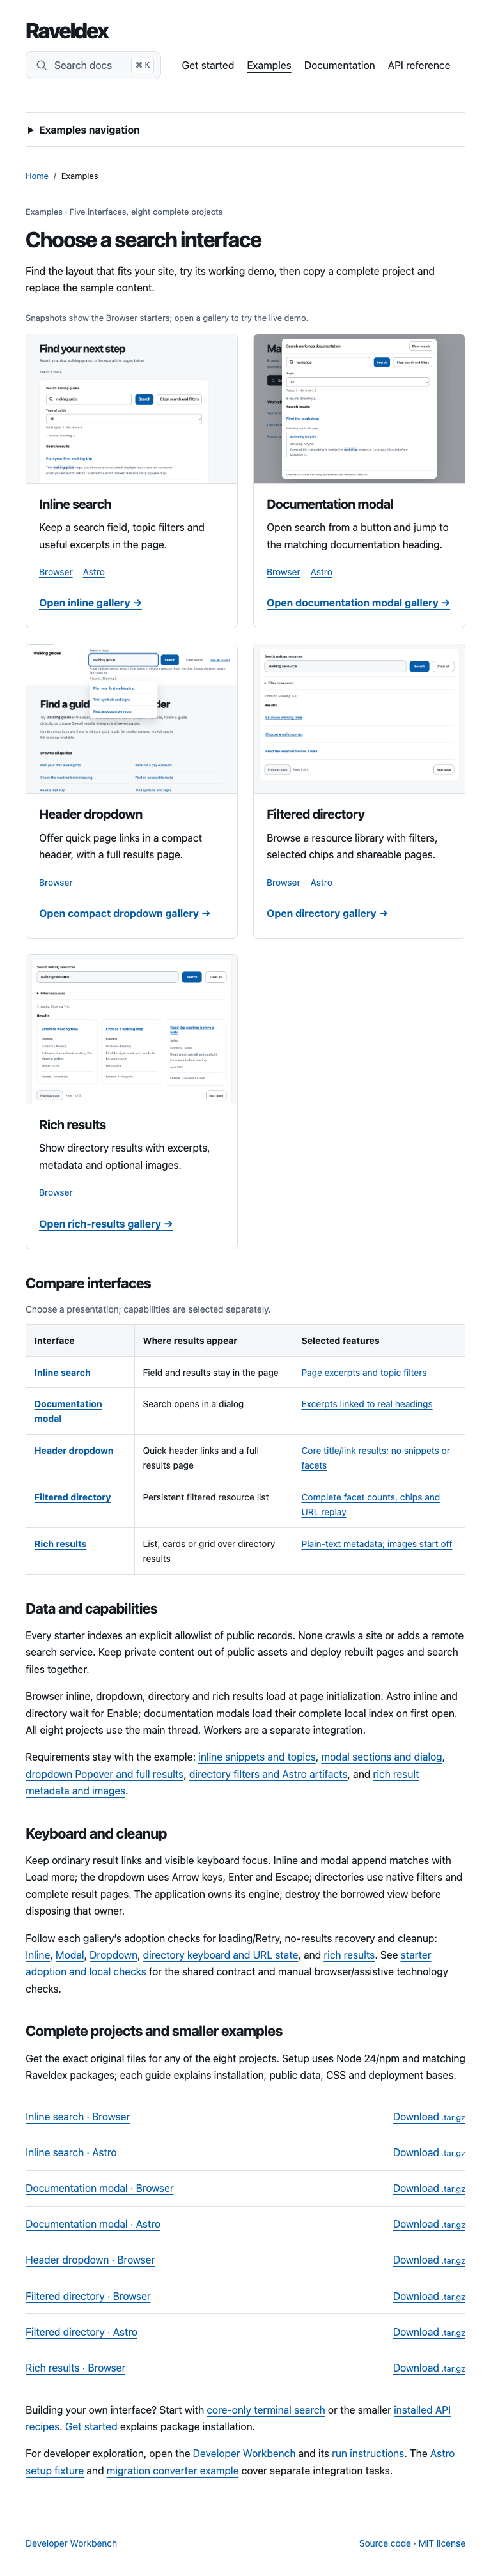 Raveldex
Search docs ⌘ K Get started Examples Documentation API reference
▶ Examples navigation
Home / Examples
Examples · Five interfaces, eight complete projects
Choose a search interface
Find the layout that fits your site, try its working demo, then copy a complete project and
replace the sample content.
Snapshots show the Browser starters; open a gallery to try the live demo.
Find your next step
Inline search
Keep a search field, topic filters and
useful excerpts in the page.
Browser Astro
Open inline gallery →
Documentation modal
Open search from a button and jump to
the matching documentation heading.
Browser Astro
Open documentation modal gallery →
Header dropdown
Offer quick page links in a compact
header, with a full results page.
Browser
Open compact dropdown gallery →
Filtered directory
Browse a resource library with filters,
selected chips and shareable pages.
Browser Astro
Open directory gallery →
Rich results
Show directory results with excerpts,
metadata and optional images.
Browser
Open rich-results gallery →
Compare interfaces
Choose a presentation; capabilities are selected separately.
Interface Where results appear Selected features
Inline search Field and results stay in the page Page excerpts and topic filters
Documentation modal Search opens in a dialog Excerpts linked to real headings
Header dropdown Quick header links and a full results page Core title/link results; no snippets or facets
Filtered directory Persistent filtered resource list Complete facet counts, chips and URL replay
Rich results List, cards or grid over directory results Plain-text metadata; images start off
Data and capabilities
Every starter indexes an explicit allowlist of public records. None crawls a site or adds a remote
search service. Keep private content out of public assets and deploy rebuilt pages and search
files together.
Browser inline, dropdown, directory and rich results load at page initialization. Astro inline and
directory wait for Enable; documentation modals load their complete local index on first open.
All eight projects use the main thread. Workers are a separate integration.
Requirements stay with the example: inline snippets and topics, modal sections and dialog,
dropdown Popover and full results, directory filters and Astro artifacts, and rich result
metadata and images.
Keyboard and cleanup
Keep ordinary result links and visible keyboard focus. Inline and modal append matches with
Load more; the dropdown uses Arrow keys, Enter and Escape; directories use native filters and
complete result pages. The application owns its engine; destroy the borrowed view before
disposing that owner.
Follow each gallery's adoption checks for loading/Retry, no-results recovery and cleanup:
Inline, Modal, Dropdown, directory keyboard and URL state, and rich results. See starter
adoption and local checks for the shared contract and manual browser/assistive technology
checks.
Complete projects and smaller examples
Get the exact original files for any of the eight projects. Setup uses Node 24/npm and matching
Raveldex packages; each guide explains installation, public data, CSS and deployment bases.
Inline search · Browser Download .tar.gz
Inline search · Astro Download .tar.gz
Documentation modal · Browser Download .tar.gz
Documentation modal · Astro Download .tar.gz
Header dropdown · Browser Download .tar.gz
Filtered directory · Browser Download .tar.gz
Filtered directory · Astro Download .tar.gz
Rich results · Browser Download .tar.gz
Building your own interface? Start with core-only terminal search or the smaller installed API
recipes. Get started explains package installation.
For developer exploration, open the Developer Workbench and its run instructions. The Astro
setup fixture and migration converter example cover separate integration tasks.
Developer Workbench Source code · MIT license